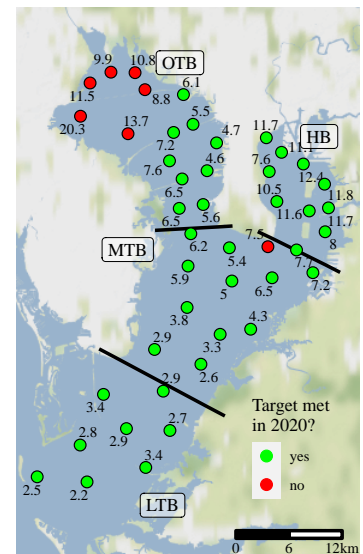 9.9 10.8
OTB
11.5 8.8 6.1
20.3 13.7 5.5
7.2 4.7
11.7 11.1
HB
7.6 4.6 7.6 12.4
6.5 10.5 11.8
6.5 5.6 11.6 11.7
MTB 6.2 7.5 8
5.4 7.7
5.9 5 6.5 7.2
3.8 4.3
3.3
2.9 2.6
2.9
3.4
2.9 2.7
2.8
3.4
2.5 2.2
LTB
Target met
in 2020?
yes
no
0 6 12km